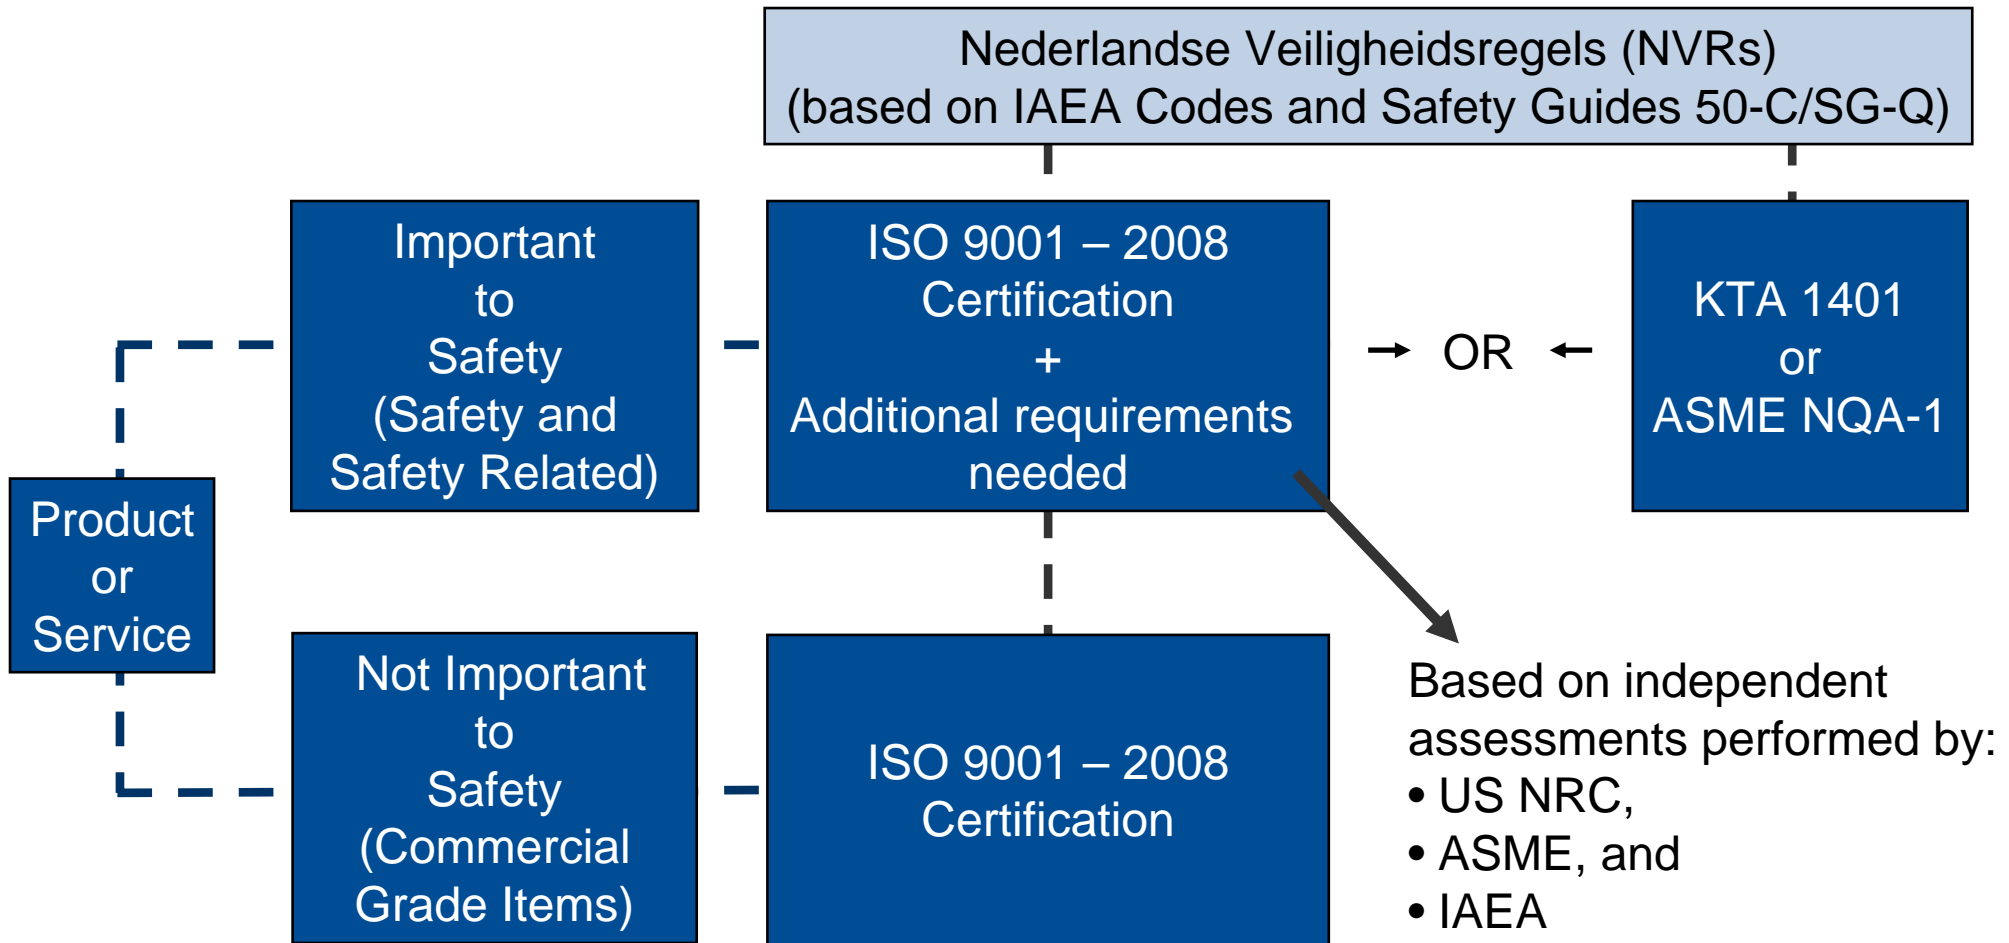 Nederlandse Veiligheidsregels (NVRs)
(based on IAEA Codes and Safety Guides 50-C/SG-Q)
Important
to
Safety
(Safety and
Safety Related)
ISO 9001 – 2008
Certification
+
Additional requirements
needed
OR
KTA 1401
or
ASME NQA-1
Product
or
Service
Not Important
to
Safety
(Commercial
Grade Items)
ISO 9001 – 2008
Certification
Based on independent
assessments performed by:
• US NRC,
• ASME, and
• IAEA